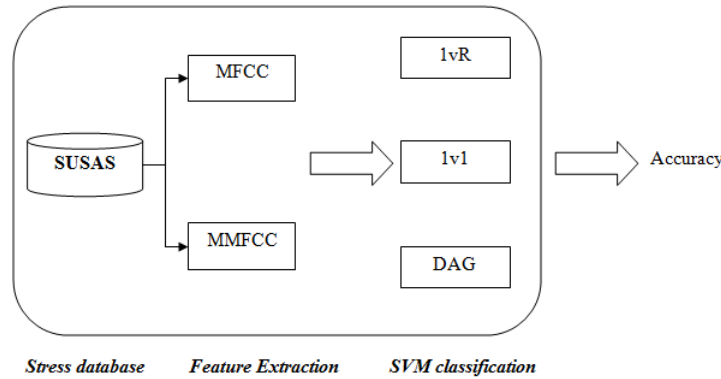 SUSAS
MFCC
MMFCC
1vR
1v1
DAG
Accuracy
Stress database
Feature Extraction
SVM classification